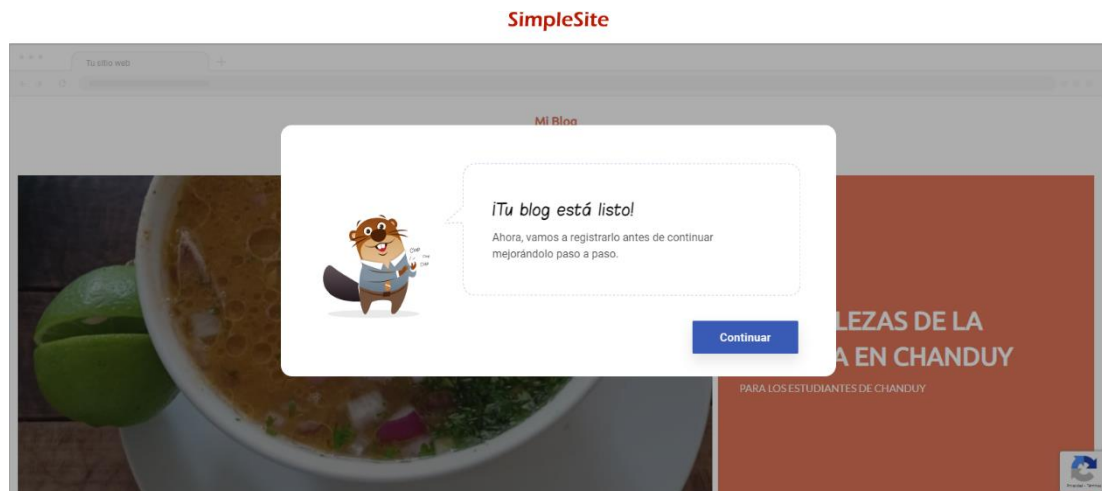 SimpleSite
Tu sitio web
Mi Blog
¡Tu blog está listo!
Ahora, vamos a registrarlo antes de continuar
mejorándolo paso a paso.
Continuar
LEZAS DE LA
A EN CHANDUY
PARA LOS ESTUDIANTES DE CHANDUY